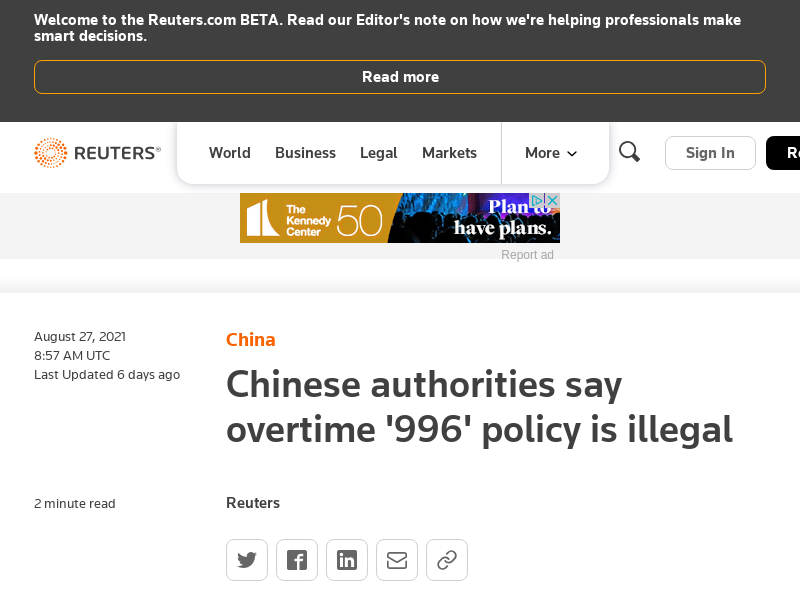 Welcome to the Reuters.com BETA. Read our Editor's note on how we're helping professionals make
smart decisions.
Read more
REUTERS®
World
Business
Legal
Markets
More
Sign In
The
Kennedy
Center
50
Plan to
have plans.
Report ad
August 27, 2021
8:57 AM UTC
Last Updated 6 days ago
China
Chinese authorities say
overtime '996' policy is illegal
2 minute read
Reuters